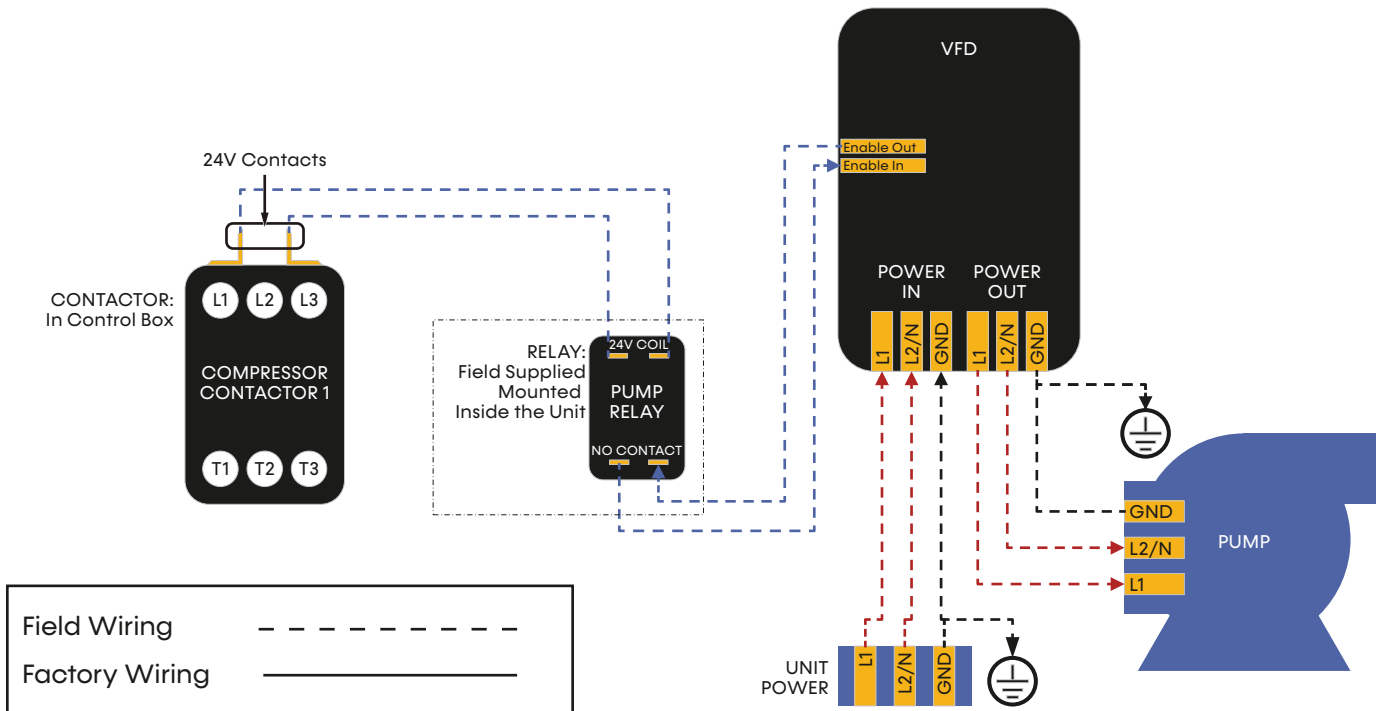 VFD
Enable Out
Enable In
24V Contacts
CONTACTOR:
In Control Box
L1
L2
L3
COMPRESSOR
CONTACTOR 1
T1
T2
T3
RELAY:
Field Supplied
Mounted
Inside the Unit
24V COIL
PUMP
RELAY
NO CONTACT
POWER
IN
POWER
OUT
L1
L2/N
GND
L1
L2/N
GND
GND
L2/N
L1
PUMP
UNIT
POWER
L1
L2/N
GND
Field Wiring
Factory Wiring